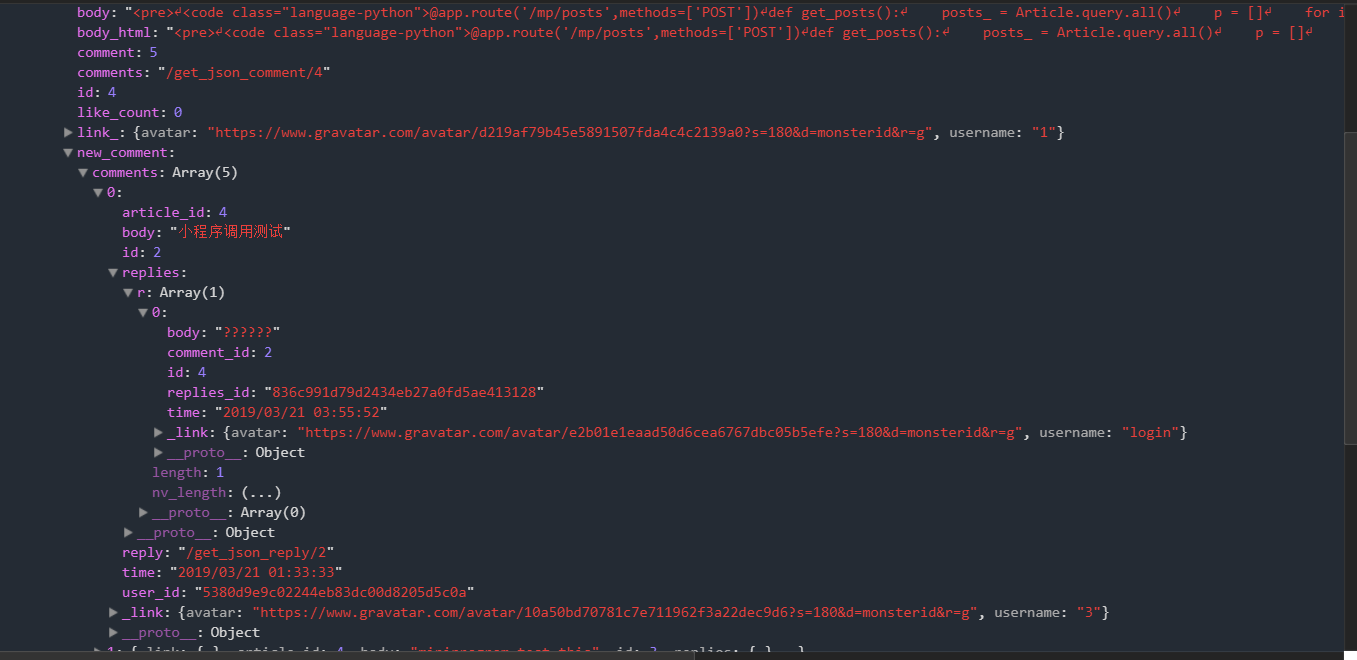 body: "<pre>↵<code class="language-python">@app.route('/mp/posts',methods=['POST'])↵def get_posts():↵    posts_ = Article.query.all()↵    p = []↵    for i
body_html: "<pre>↵<code class="language-python">@app.route('/mp/posts',methods=['POST'])↵def get_posts():↵    posts_ = Article.query.all()↵    p = []↵
comment: 5
comments: "/get_json_comment/4"
id: 4
like_count: 0
▶link_: {avatar: "https://www.gravatar.com/avatar/d219af79b45e5891507fda4c4c2139a0?s=180&d=monsterid&r=g", username: "1"}
▼new_comment:
▼comments: Array(5)
▼0:
article_id: 4
body: "小程序调用测试"
id: 2
▼replies:
▼r: Array(1)
▼0:
body: "??????"
comment_id: 2
id: 4
replies_id: "836c991d79d2434eb27a0fd5ae413128"
time: "2019/03/21 03:55:52"
▶_link: {avatar: "https://www.gravatar.com/avatar/e2b01e1eaad50d6cea6767dbc05b5efe?s=180&d=monsterid&r=g", username: "login"}
▶__proto__: Object
length: 1
nv_length: (...)
▶__proto__: Array(0)
▶__proto__: Object
reply: "/get_json_reply/2"
time: "2019/03/21 01:33:33"
user_id: "5380d9e9c02244eb83dc00d8205d5c0a"
▶_link: {avatar: "https://www.gravatar.com/avatar/10a50bd70781c7e711962f3a22dec9d6?s=180&d=monsterid&r=g", username: "3"}
▶__proto__: Object